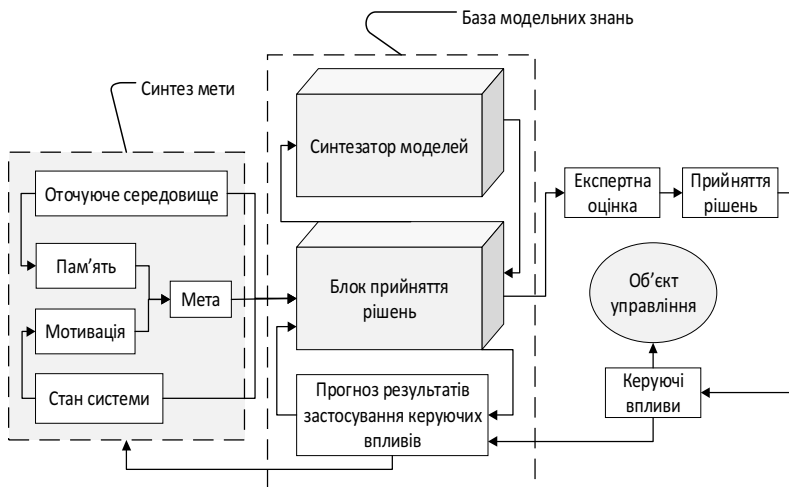 База модельних знань
Синтез мети
Оточуюче середовище
Пам'ять
Мотивація
Стан системи
Мета
Синтезатор моделей
Блок прийняття
рішень
Прогноз результатів
застосування керуючих
впливів
Експертна
оцінка
Прийняття
рішень
Об'єкт
управління
Керуючі
впливи